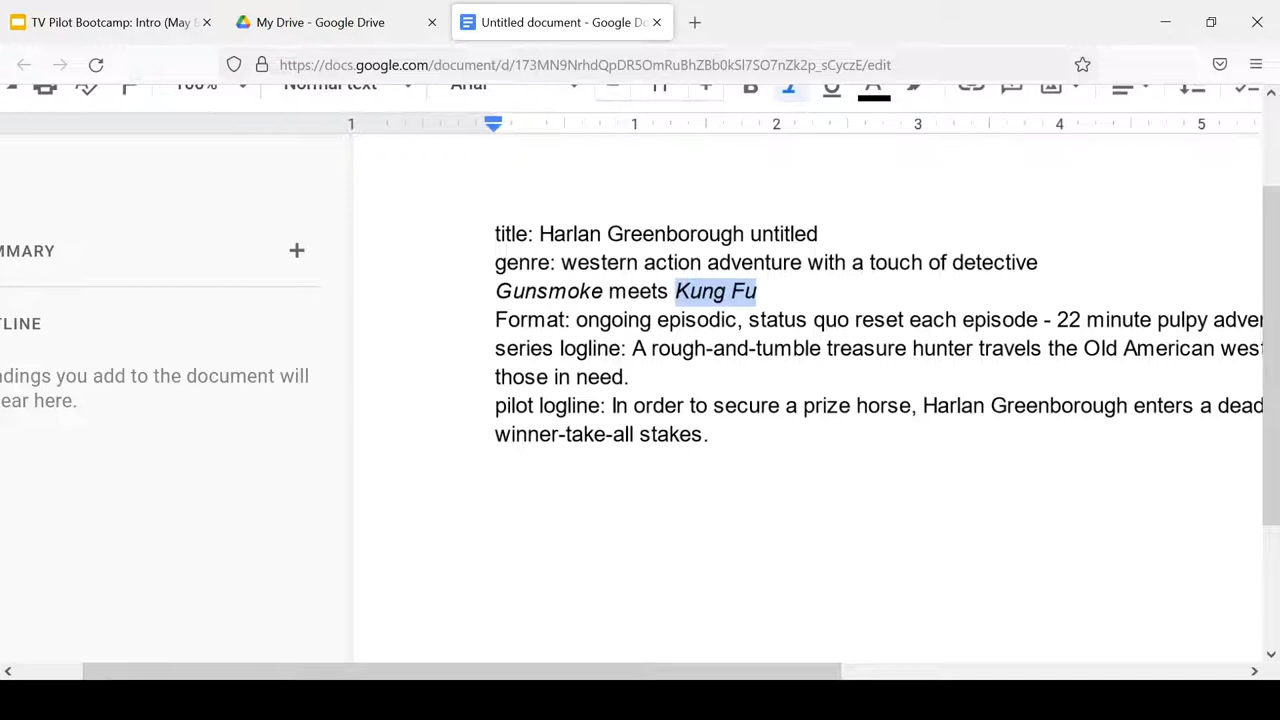 TV Pilot Bootcamp: Intro (May
My Drive - Google Drive
Untitled document - Google Do
https://docs.google.com/document/d/173MN9NrhdQpDR5OmRuBhZBb0kSI7SO7nZk2p_sCyczE/edit
100%
Normal text
Arial
11
1 1 2 3 4 5
MMARY
TLINE
ndings you add to the document will
ear here.
title: Harlan Greenborough untitled
genre: western action adventure with a touch of detective
Gunsmoke meets Kung Fu
Format: ongoing episodic, status quo reset each episode - 22 minute pulpy adver
series logline: A rough-and-tumble treasure hunter travels the Old American west
those in need.
pilot logline: In order to secure a prize horse, Harlan Greenborough enters a dead
winner-take-all stakes.